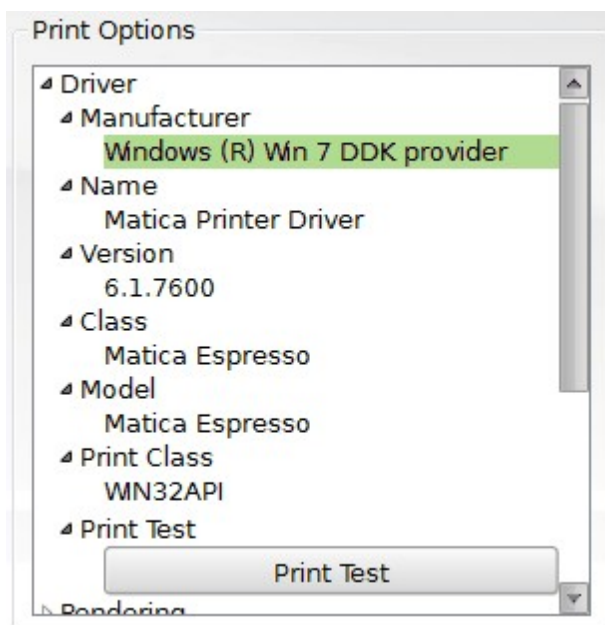 Print Options
Driver
Manufacturer
Windows (R) Win 7 DDK provider
Name
Matica Printer Driver
Version
6.1.7600
Class
Matica Espresso
Model
Matica Espresso
Print Class
WIN32API
Print Test
Print Test
Rendering